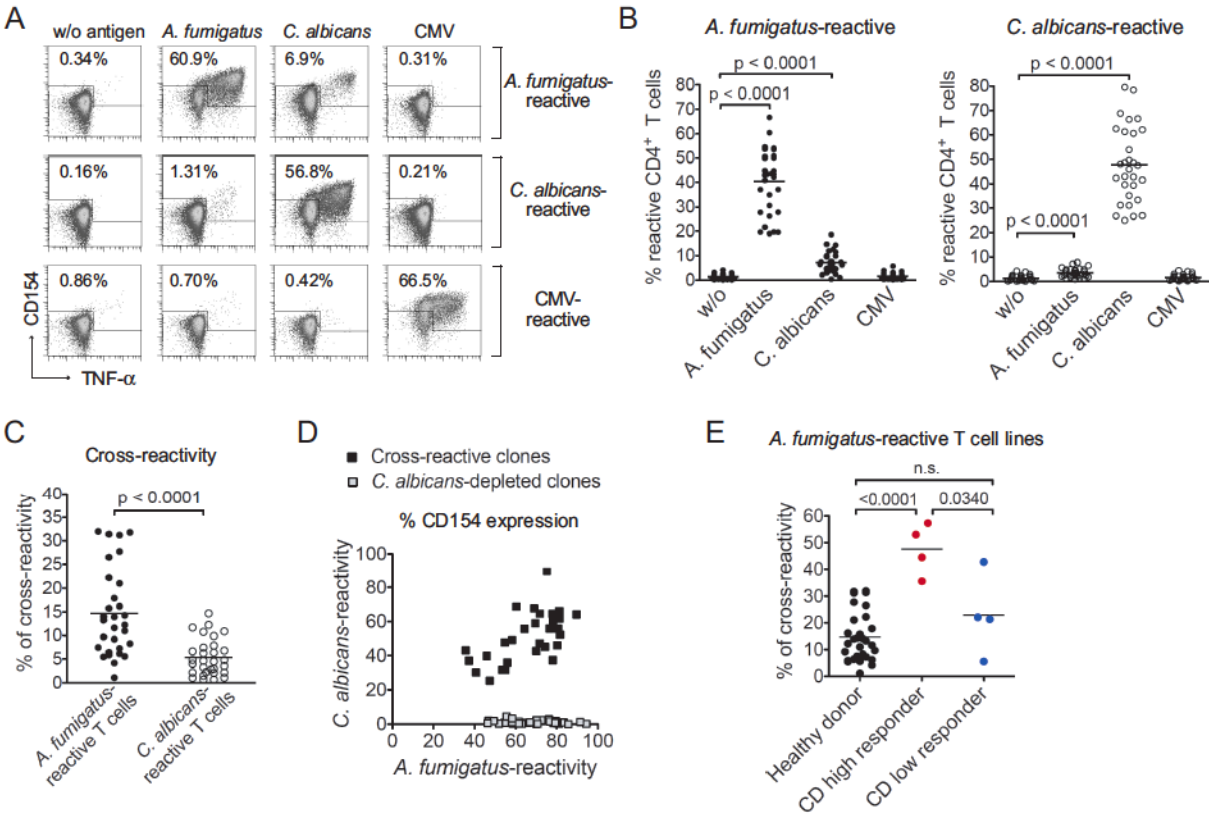 A
w/o antigen A. fumigatus C. albicans CMV
0.34% 60.9% 6.9% 0.31%
A. fumigatus-
reactive
0.16% 1.31% 56.8% 0.21%
C. albicans-
reactive
0.86% 0.70% 0.42% 66.5%
CMV-
reactive
CD154
TNF-α
B
A. fumigatus-reactive
% reactive CD4+ T cells
80
70
60
50
40
30
20
10
0
p < 0.0001
p < 0.0001
w/o
A. fumigatus
C. albicans
CMV
C. albicans-reactive
% reactive CD4+ T cells
80
70
60
50
40
30
20
10
0
p < 0.0001
p < 0.0001
w/o
A. fumigatus
C. albicans
CMV
C
Cross-reactivity
% of cross-reactivity
40
35
30
25
20
15
10
5
0
p < 0.0001
A. fumigatus-
reactive T cells
C. albicans-
reactive T cells
D
Cross-reactive clones
C. albicans-depleted clones
% CD154 expression
C. albicans-reactivity
100
80
60
40
20
0
0 20 40 60 80 100
A. fumigatus-reactivity
E
A. fumigatus-reactive T cell lines
n.s.
<0.0001 0.0340
% of cross-reactivity
60
50
40
30
20
10
0
Healthy donor
CD high responder
CD low responder